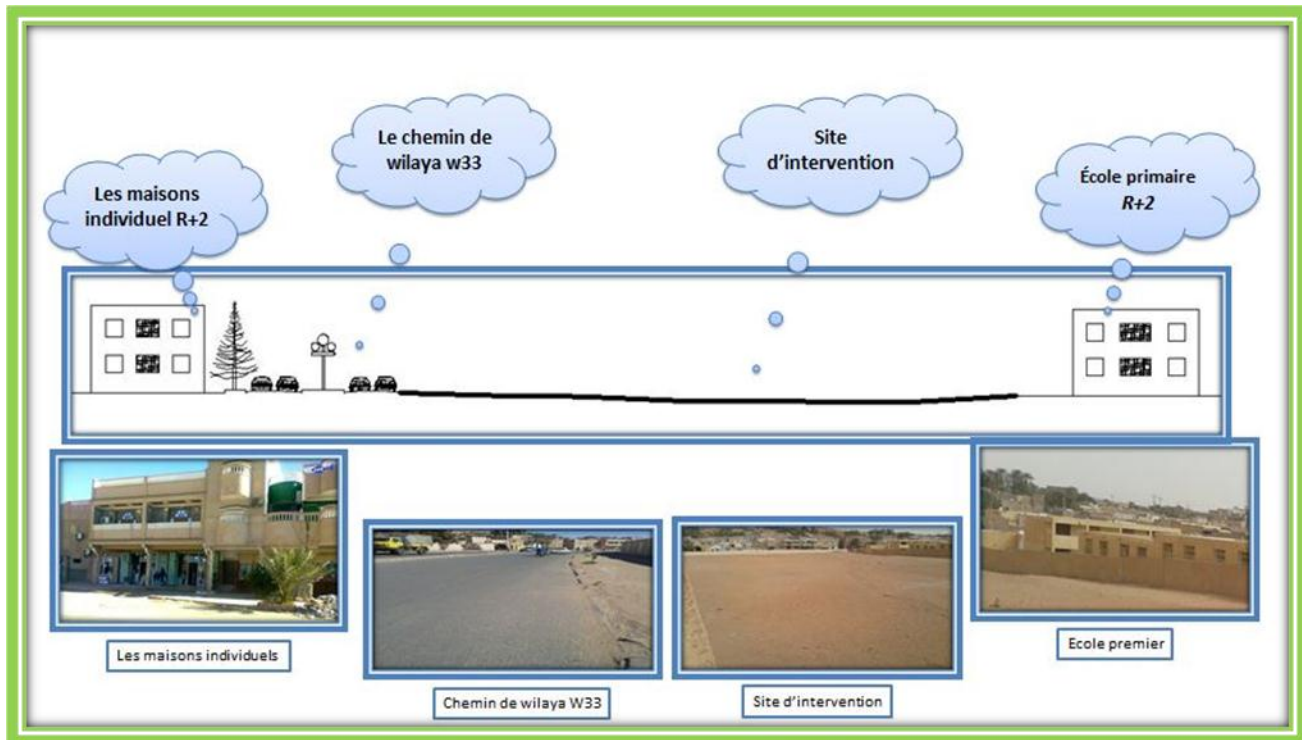 Le chemin de
wilaya w33
Site
d'intervention
Les maisons
individuel R+2
École primaire
R+2
Les maisons individuels
Chemin de wilaya W33
Site d'intervention
Ecole premier